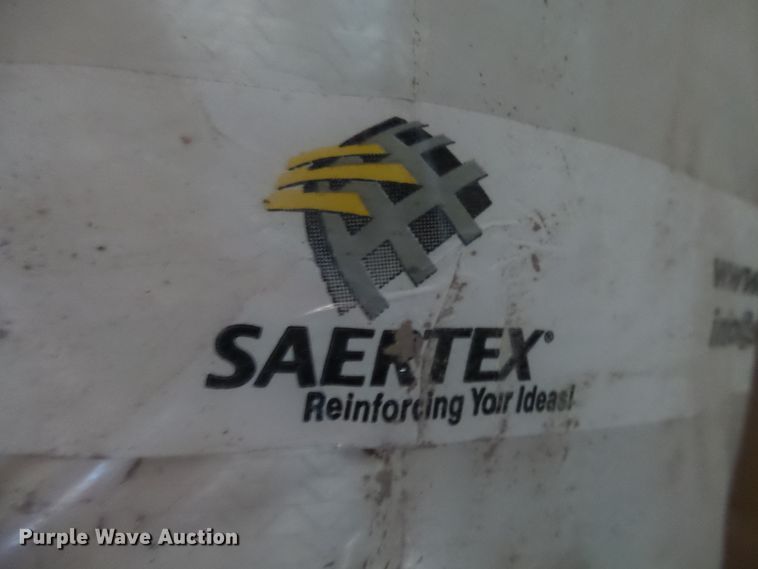 SAERTEX®
Reinforcing Your Ideas!
Purple Wave Auction